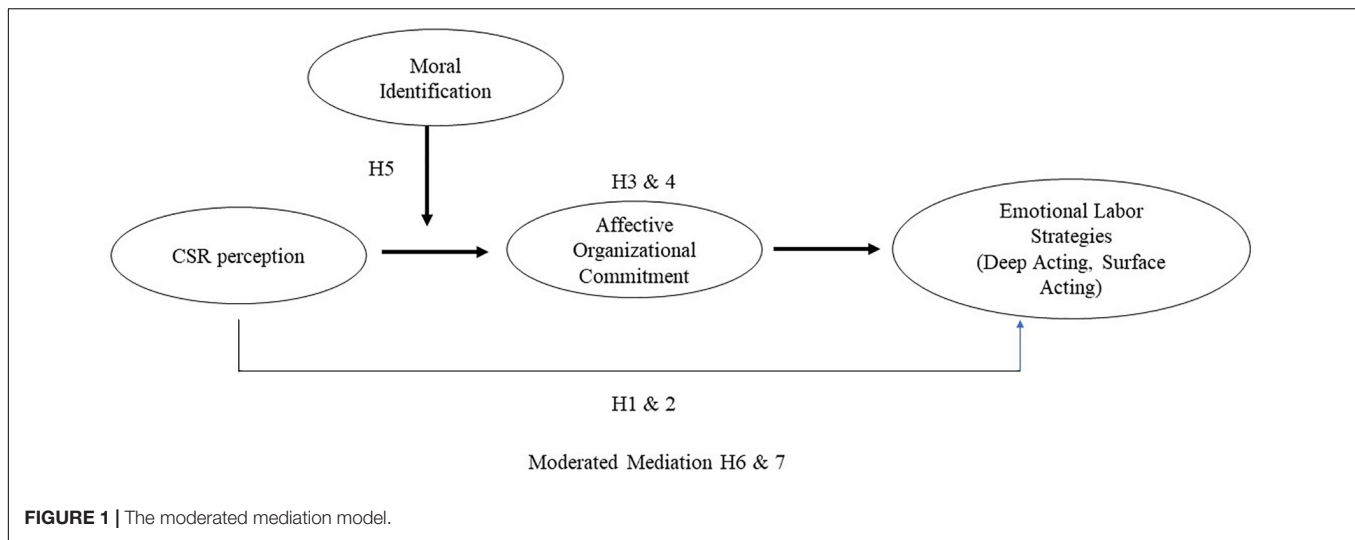 Moral
Identification
H5
H3 & 4
CSR perception
Affective
Organizational
Commitment
Emotional Labor
Strategies
(Deep Acting, Surface
Acting)
H1 & 2
Moderated Mediation H6 & 7
FIGURE 1 | The moderated mediation model.